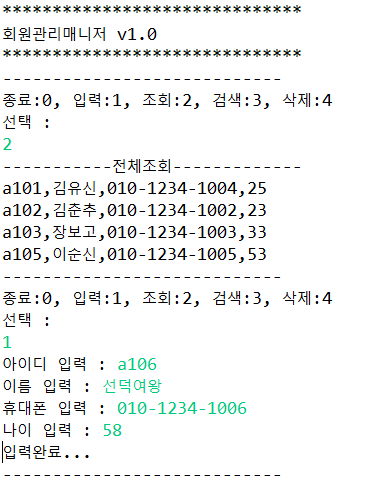 ******************************
회원관리매니저 v1.0
******************************
----------------------------
종료:0, 입력:1, 조회:2, 검색:3, 삭제:4
선택 :
2
-----------전체조회-------------
a101,김유신,010-1234-1004,25
a102,김춘추,010-1234-1002,23
a103,장보고,010-1234-1003,33
a105,이순신,010-1234-1005,53
----------------------------
종료:0, 입력:1, 조회:2, 검색:3, 삭제:4
선택 :
1
아이디 입력 : a106
이름 입력 : 선덕여왕
휴대폰 입력 : 010-1234-1006
나이 입력 : 58
입력완료...
----------------------------